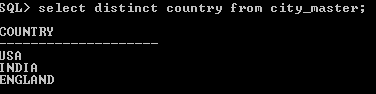 SQL> select distinct country from city_master;
COUNTRY
--------------------
USA
INDIA
ENGLAND